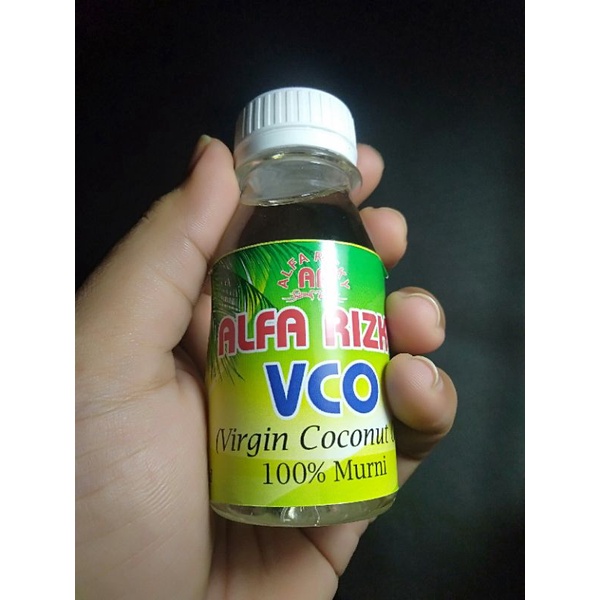 ALFA RIZK
VCO
(Virgin Coconut
100% Murni